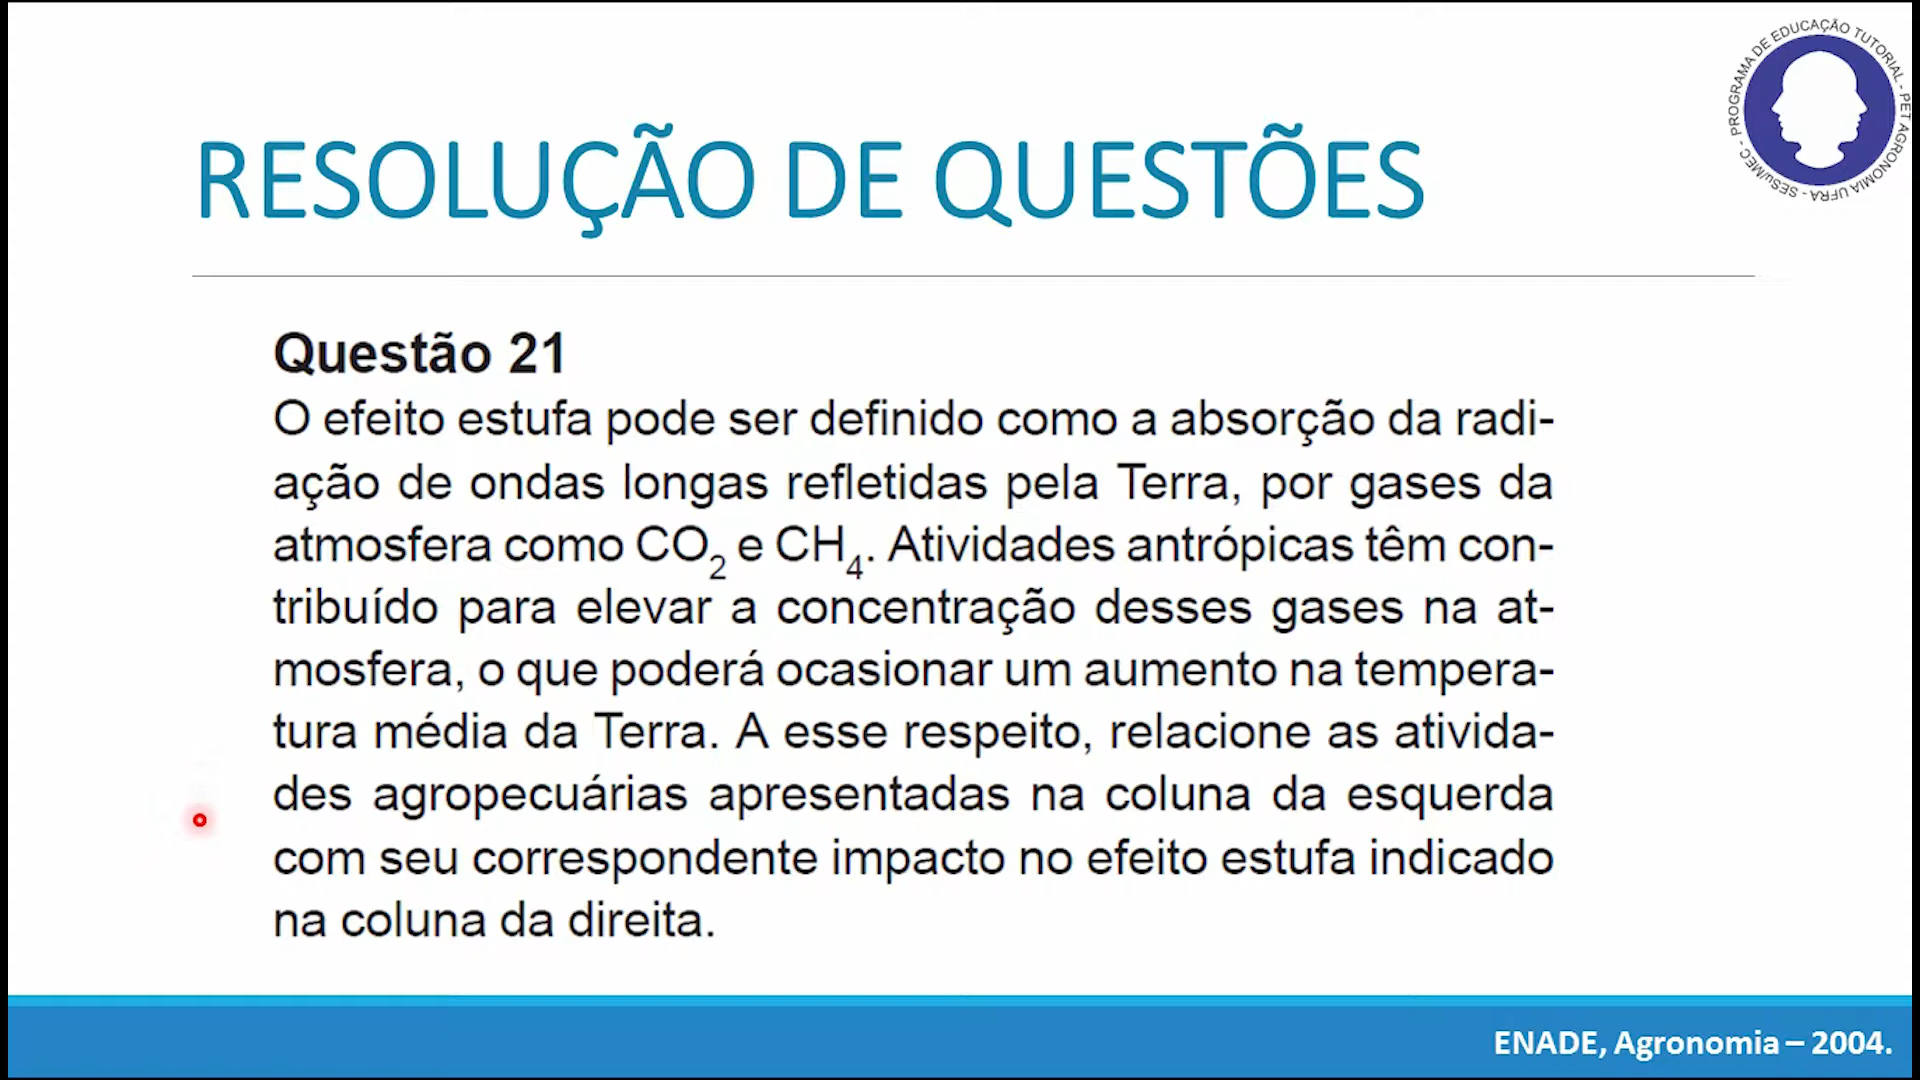 PROGRAMA DE EDUCAÇÃO TUTORIAL - PET AGRONOMIA UFRA - SESu/MEC -
RESOLUÇÃO DE QUESTÕES
Questão 21
O efeito estufa pode ser definido como a absorção da radi-
ação de ondas longas refletidas pela Terra, por gases da
atmosfera como CO₂ e CH₄. Atividades antrópicas têm con-
tribuído para elevar a concentração desses gases na at-
mosfera, o que poderá ocasionar um aumento na tempera-
tura média da Terra. A esse respeito, relacione as ativida-
des agropecuárias apresentadas na coluna da esquerda
com seu correspondente impacto no efeito estufa indicado
na coluna da direita.
ENADE, Agronomia – 2004.